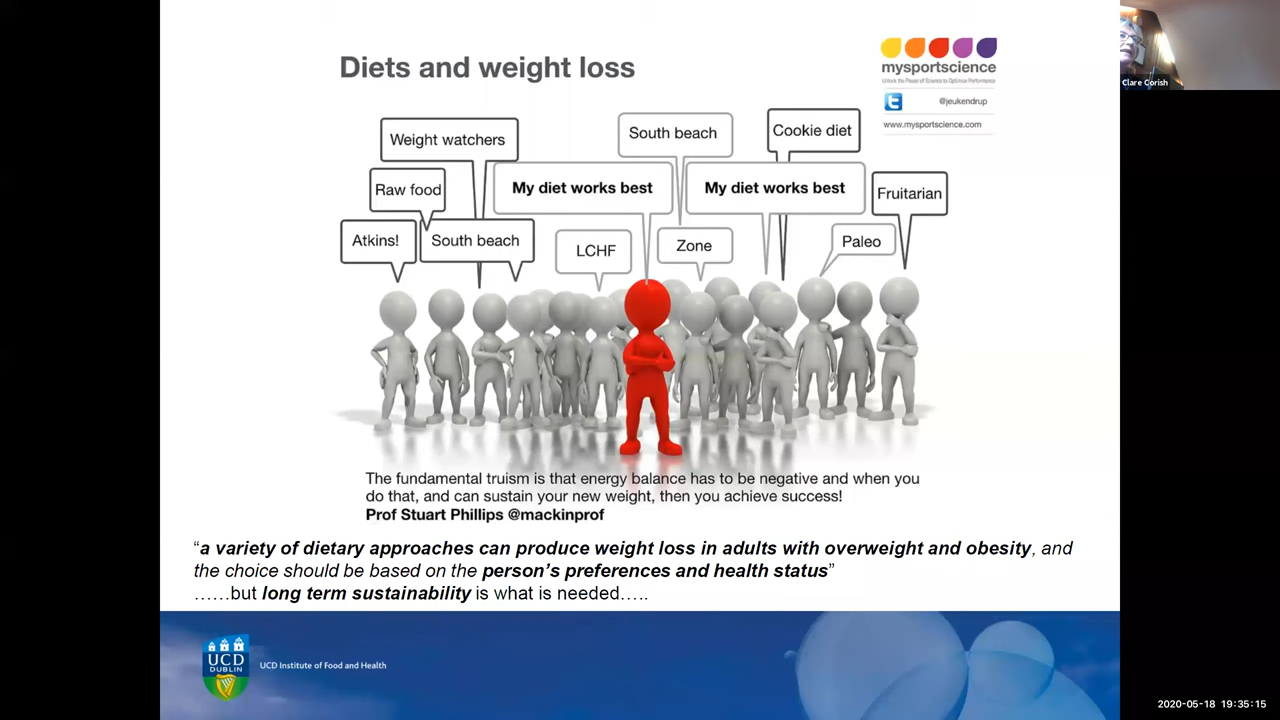 Diets and weight loss
mysportscience
Unlock the Power of Science to Optimise Performance
@jeukendrup
www.mysportscience.com
Clare Corish
Weight watchers
South beach
Cookie diet
Raw food
My diet works best
My diet works best
Fruitarian
Atkins!
South beach
LCHF
Zone
Paleo
The fundamental truism is that energy balance has to be negative and when you
do that, and can sustain your new weight, then you achieve success!
Prof Stuart Phillips @mackinprof
“a variety of dietary approaches can produce weight loss in adults with overweight and obesity, and
the choice should be based on the person’s preferences and health status”
……but long term sustainability is what is needed…..
UCD
DUBLIN
UCD Institute of Food and Health
2020-05-18 19:35:15